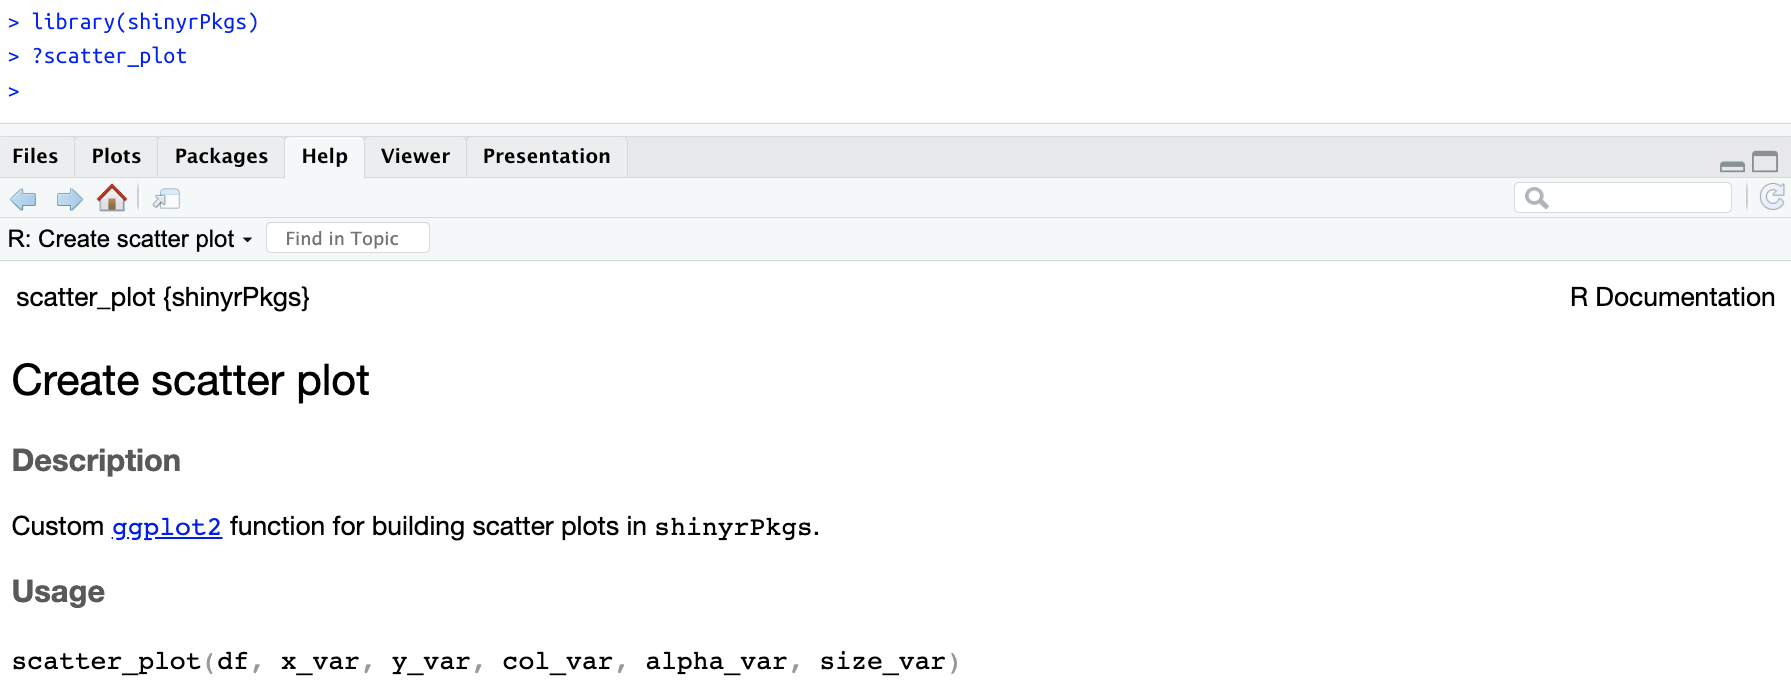 > library(shinyrPkgs)
> ?scatter_plot
>
Files Plots Packages Help Viewer Presentation
R: Create scatter plot Find in Topic
scatter_plot {shinyrPkgs} R Documentation
Create scatter plot
Description
Custom ggplot2 function for building scatter plots in shinyrPkgs.
Usage
scatter_plot(df, x_var, y_var, col_var, alpha_var, size_var)